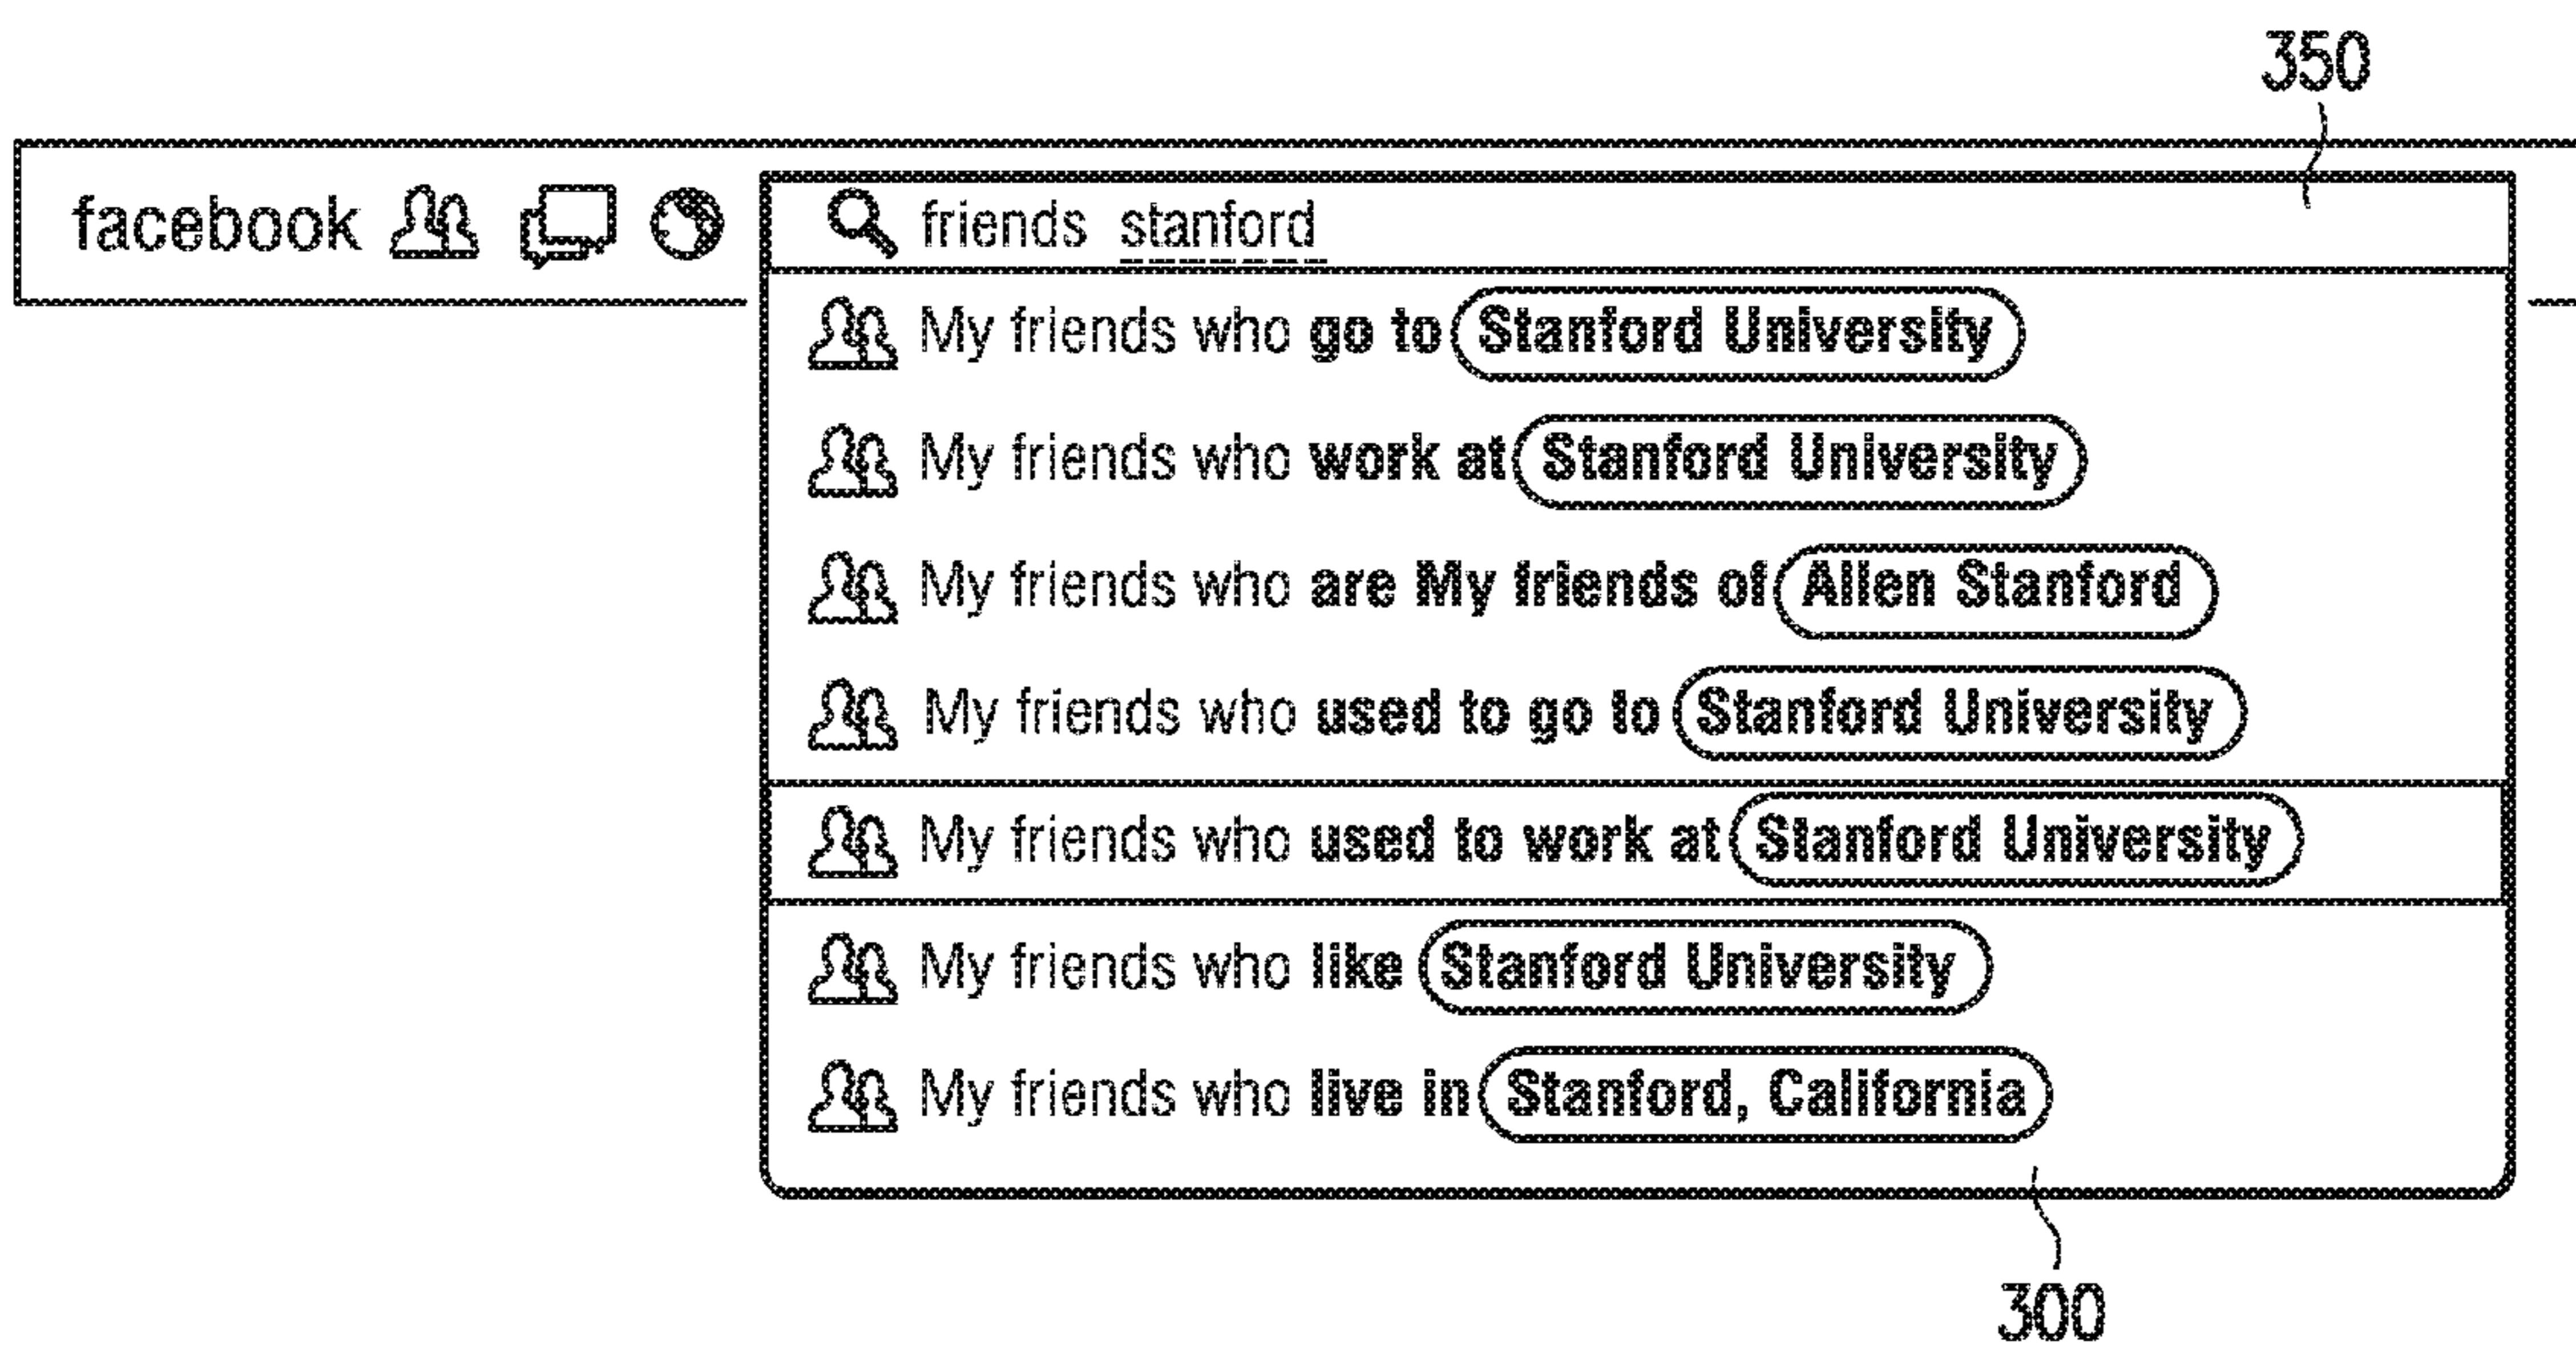 350
facebook friends stanford
My friends who go to Stanford University
My friends who work at Stanford University
My friends who are My friends of Allen Stanford
My friends who used to go to Stanford University
My friends who used to work at Stanford University
My friends who like Stanford University
My friends who live in Stanford, California
300